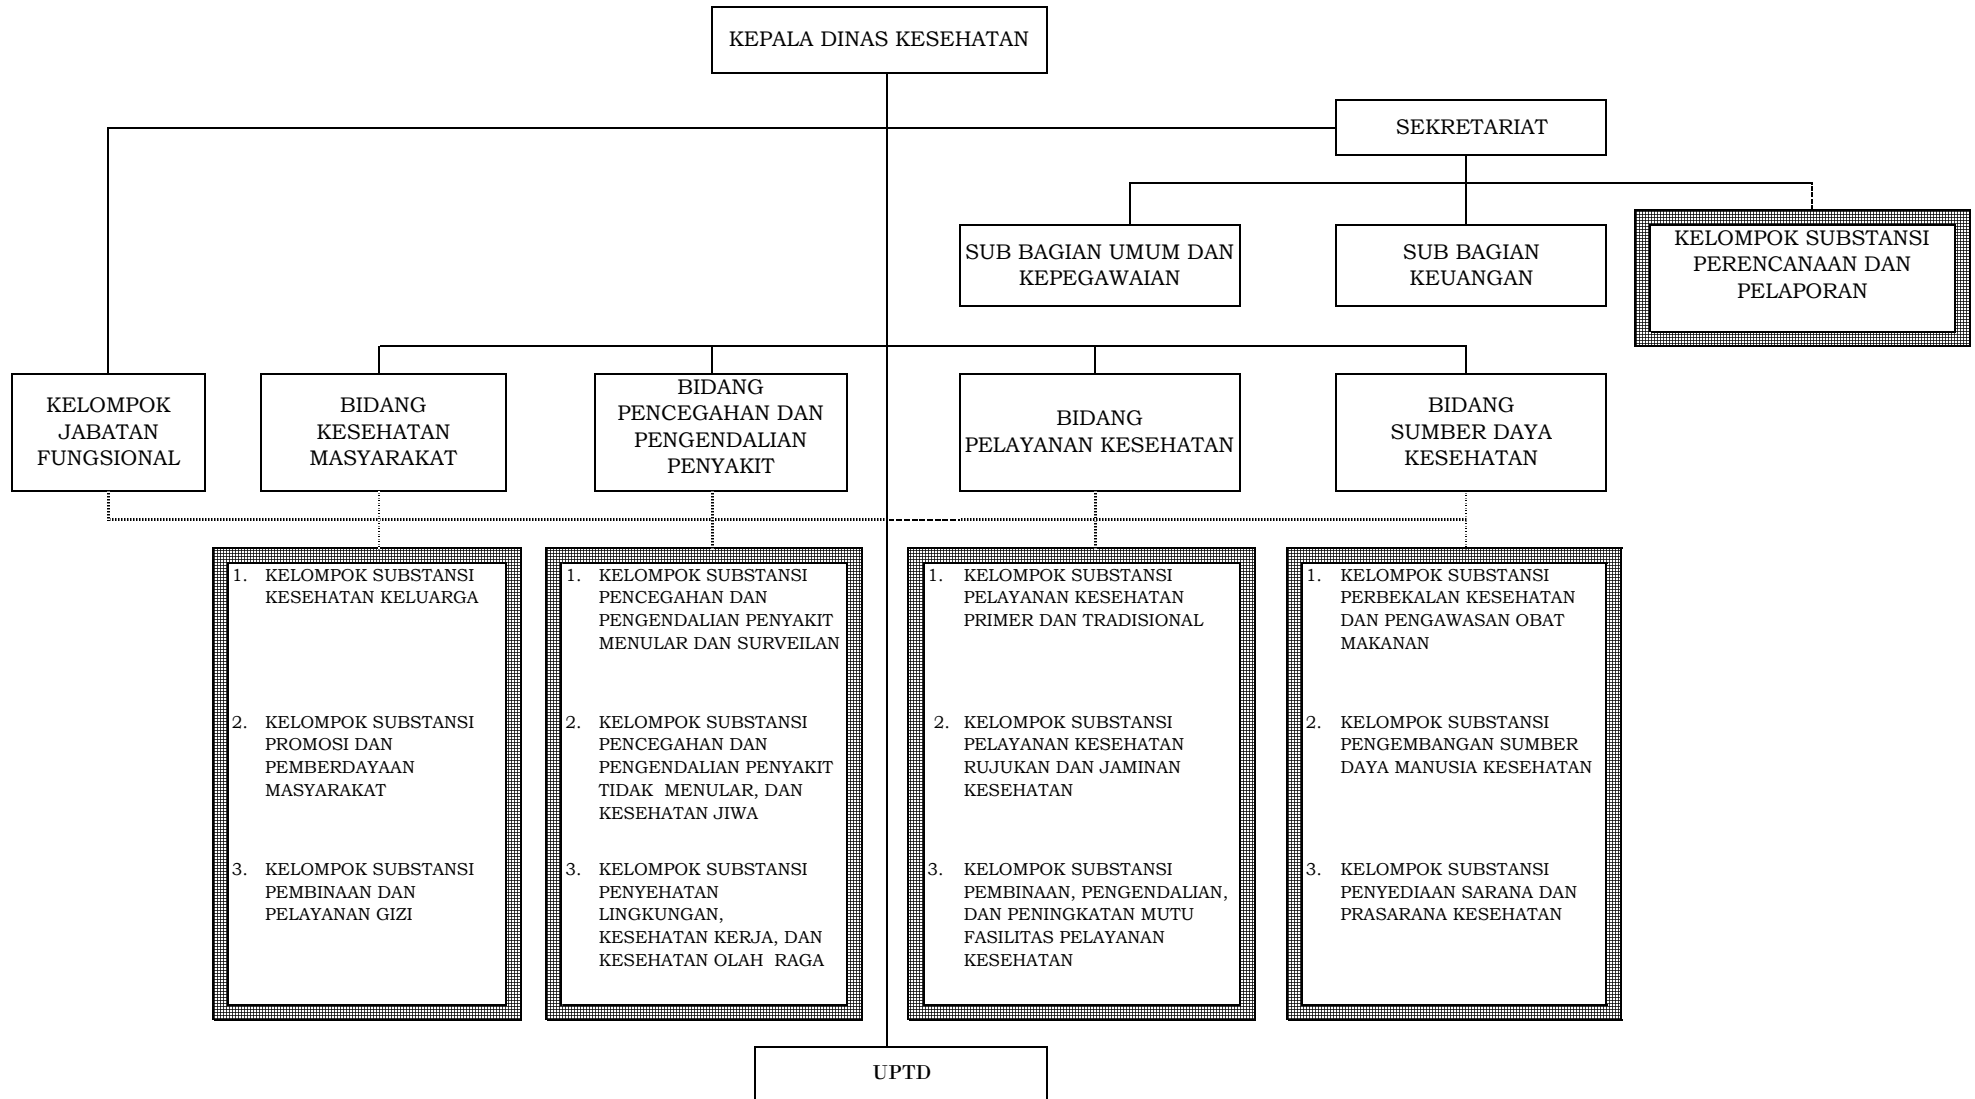 KEPALA DINAS KESEHATAN
SEKRETARIAT
SUB BAGIAN UMUM DAN
KEPEGAWAIAN
SUB BAGIAN
KEUANGAN
KELOMPOK SUBSTANSI
PERENCANAAN DAN
PELAPORAN
KELOMPOK
JABATAN
FUNGSIONAL
BIDANG
KESEHATAN
MASYARAKAT
BIDANG
PENCEGAHAN DAN
PENGENDALIAN
PENYAKIT
BIDANG
PELAYANAN KESEHATAN
BIDANG
SUMBER DAYA
KESEHATAN
1. KELOMPOK SUBSTANSI
KESEHATAN KELUARGA
2. KELOMPOK SUBSTANSI
PROMOSI DAN
PEMBERDAYAAN
MASYARAKAT
3. KELOMPOK SUBSTANSI
PEMBINAAN DAN
PELAYANAN GIZI
1. KELOMPOK SUBSTANSI
PENCEGAHAN DAN
PENGENDALIAN PENYAKIT
MENULAR DAN SURVEILAN
2. KELOMPOK SUBSTANSI
PENCEGAHAN DAN
PENGENDALIAN PENYAKIT
TIDAK MENULAR, DAN
KESEHATAN JIWA
3. KELOMPOK SUBSTANSI
PENYEHATAN
LINGKUNGAN,
KESEHATAN KERJA, DAN
KESEHATAN OLAH RAGA
1. KELOMPOK SUBSTANSI
PELAYANAN KESEHATAN
PRIMER DAN TRADISIONAL
2. KELOMPOK SUBSTANSI
PELAYANAN KESEHATAN
RUJUKAN DAN JAMINAN
KESEHATAN
3. KELOMPOK SUBSTANSI
PEMBINAAN, PENGENDALIAN,
DAN PENINGKATAN MUTU
FASILITAS PELAYANAN
KESEHATAN
1. KELOMPOK SUBSTANSI
PERBEKALAN KESEHATAN
DAN PENGAWASAN OBAT
MAKANAN
2. KELOMPOK SUBSTANSI
PENGEMBANGAN SUMBER
DAYA MANUSIA KESEHATAN
3. KELOMPOK SUBSTANSI
PENYEDIAAN SARANA DAN
PRASARANA KESEHATAN
UPTD